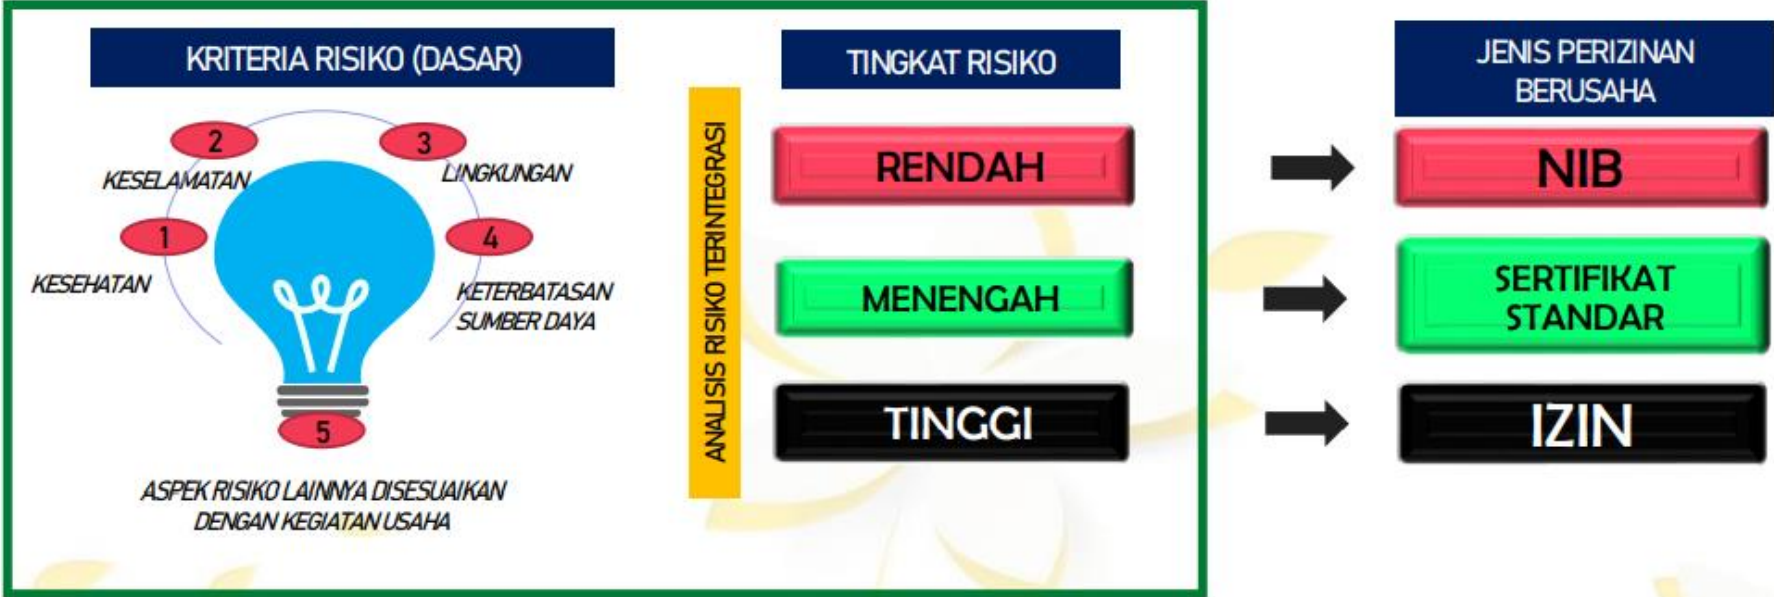 KRITERIA RISIKO (DASAR)
2
3
KESELAMATAN
LINGKUNGAN
1
4
KESEHATAN
KETERBATASAN
SUMBER DAYA
5
ASPEK RISIKO LAINNYA DISESUAIKAN
DENGAN KEGIATAN USAHA
ANALISIS RISIKO TERINTEGRASI
TINGKAT RISIKO
RENDAH
MENENGAH
TINGGI
JENIS PERIZINAN
BERUSAHA
NIB
SERTIFIKAT
STANDAR
IZIN